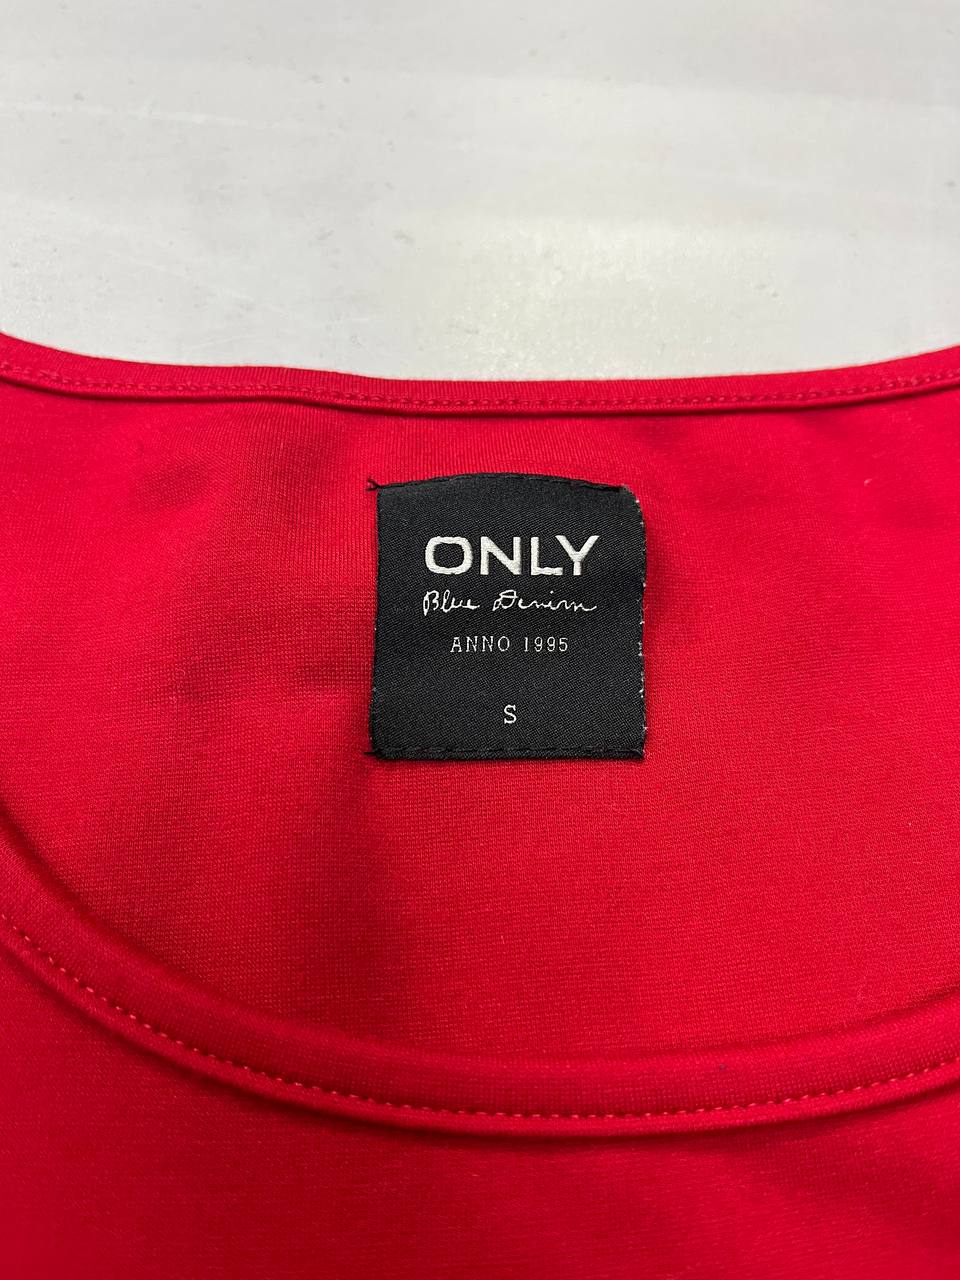 ONLY
Blue Denim
ANNO 1995
S